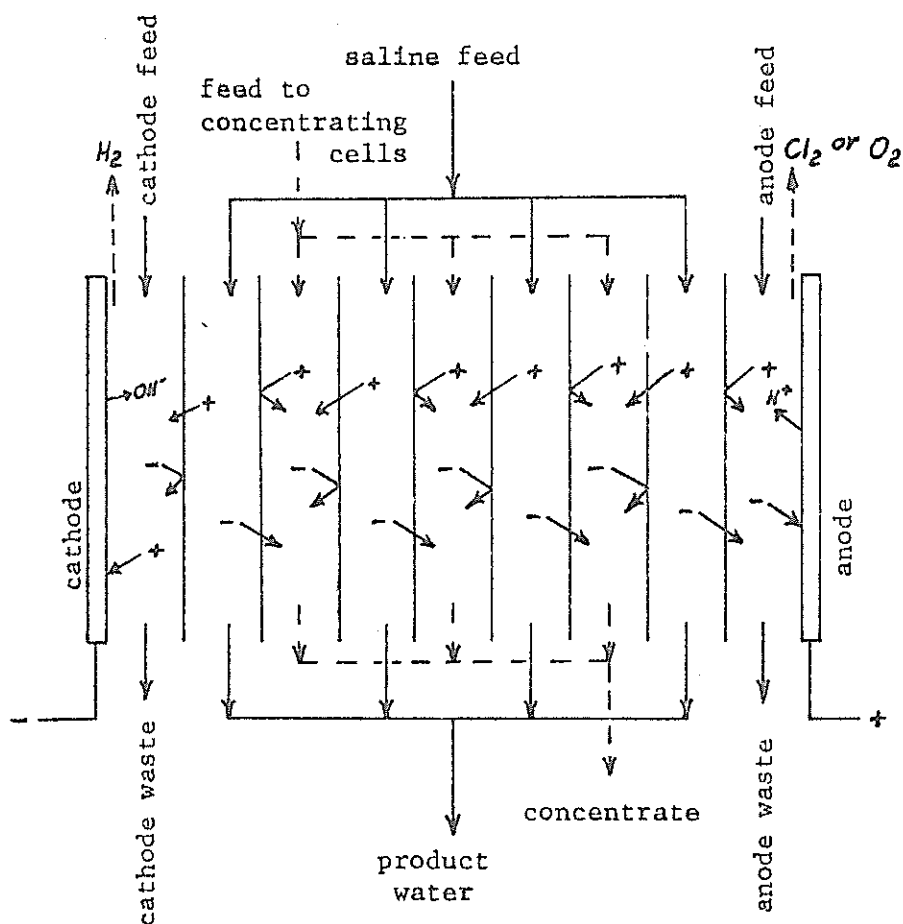 cathode feed
saline feed
feed to
concentrating
cells
anode feed
H₂
Cl₂ or O₂
+
+
+
+
+
+
+
OH⁻
H⁺
-
-
-
-
-
-
-
-
-
+
cathode
anode
-
+
cathode waste
product
water
concentrate
anode waste